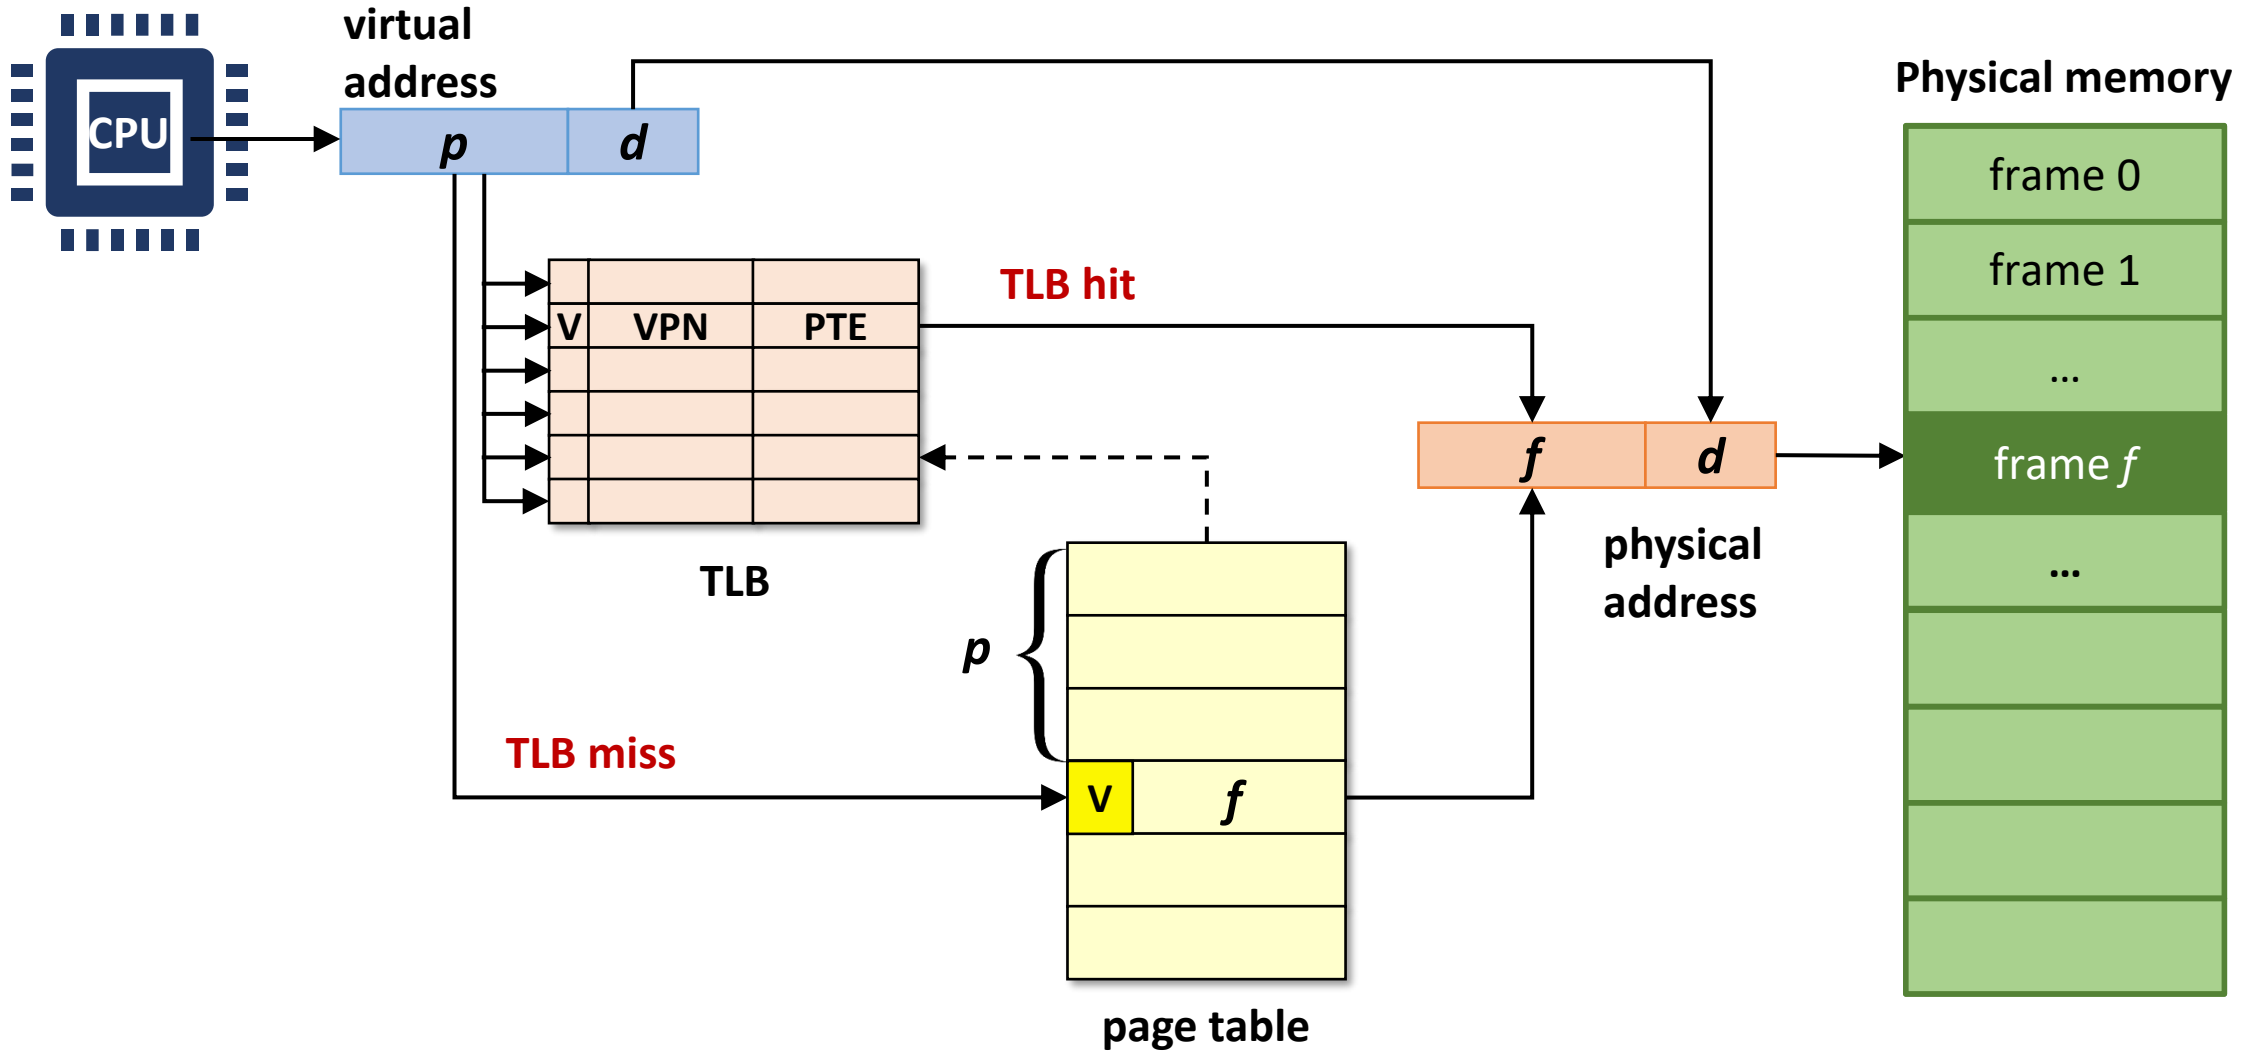 virtual
address
CPU
p
d
Physical memory
frame 0
frame 1
...
frame f
...
TLB hit
V
VPN
PTE
f
d
physical
address
TLB
p
TLB miss
V
f
page table